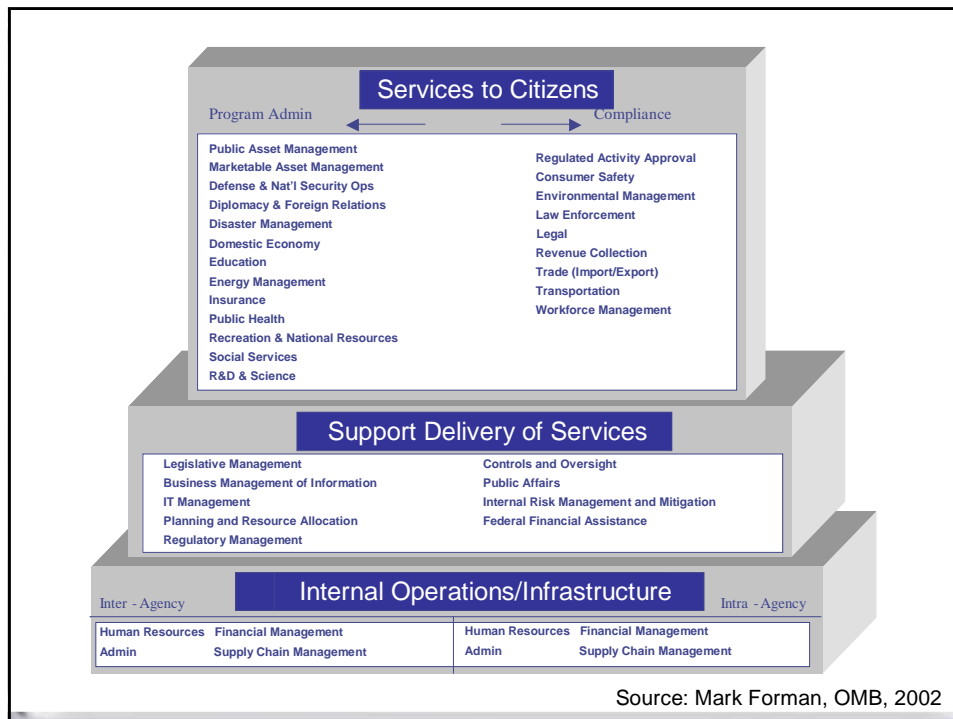 Services to Citizens
Program Admin
Compliance
Public Asset Management
Marketable Asset Management
Defense & Nat'l Security Ops
Diplomacy & Foreign Relations
Disaster Management
Domestic Economy
Education
Energy Management
Insurance
Public Health
Recreation & National Resources
Social Services
R&D & Science
Regulated Activity Approval
Consumer Safety
Environmental Management
Law Enforcement
Legal
Revenue Collection
Trade (Import/Export)
Transportation
Workforce Management
Support Delivery of Services
Legislative Management
Business Management of Information
IT Management
Planning and Resource Allocation
Regulatory Management
Controls and Oversight
Public Affairs
Internal Risk Management and Mitigation
Federal Financial Assistance
Internal Operations/Infrastructure
Inter - Agency
Intra - Agency
Human Resources Financial Management
Admin Supply Chain Management
Human Resources Financial Management
Admin Supply Chain Management
Source: Mark Forman, OMB, 2002